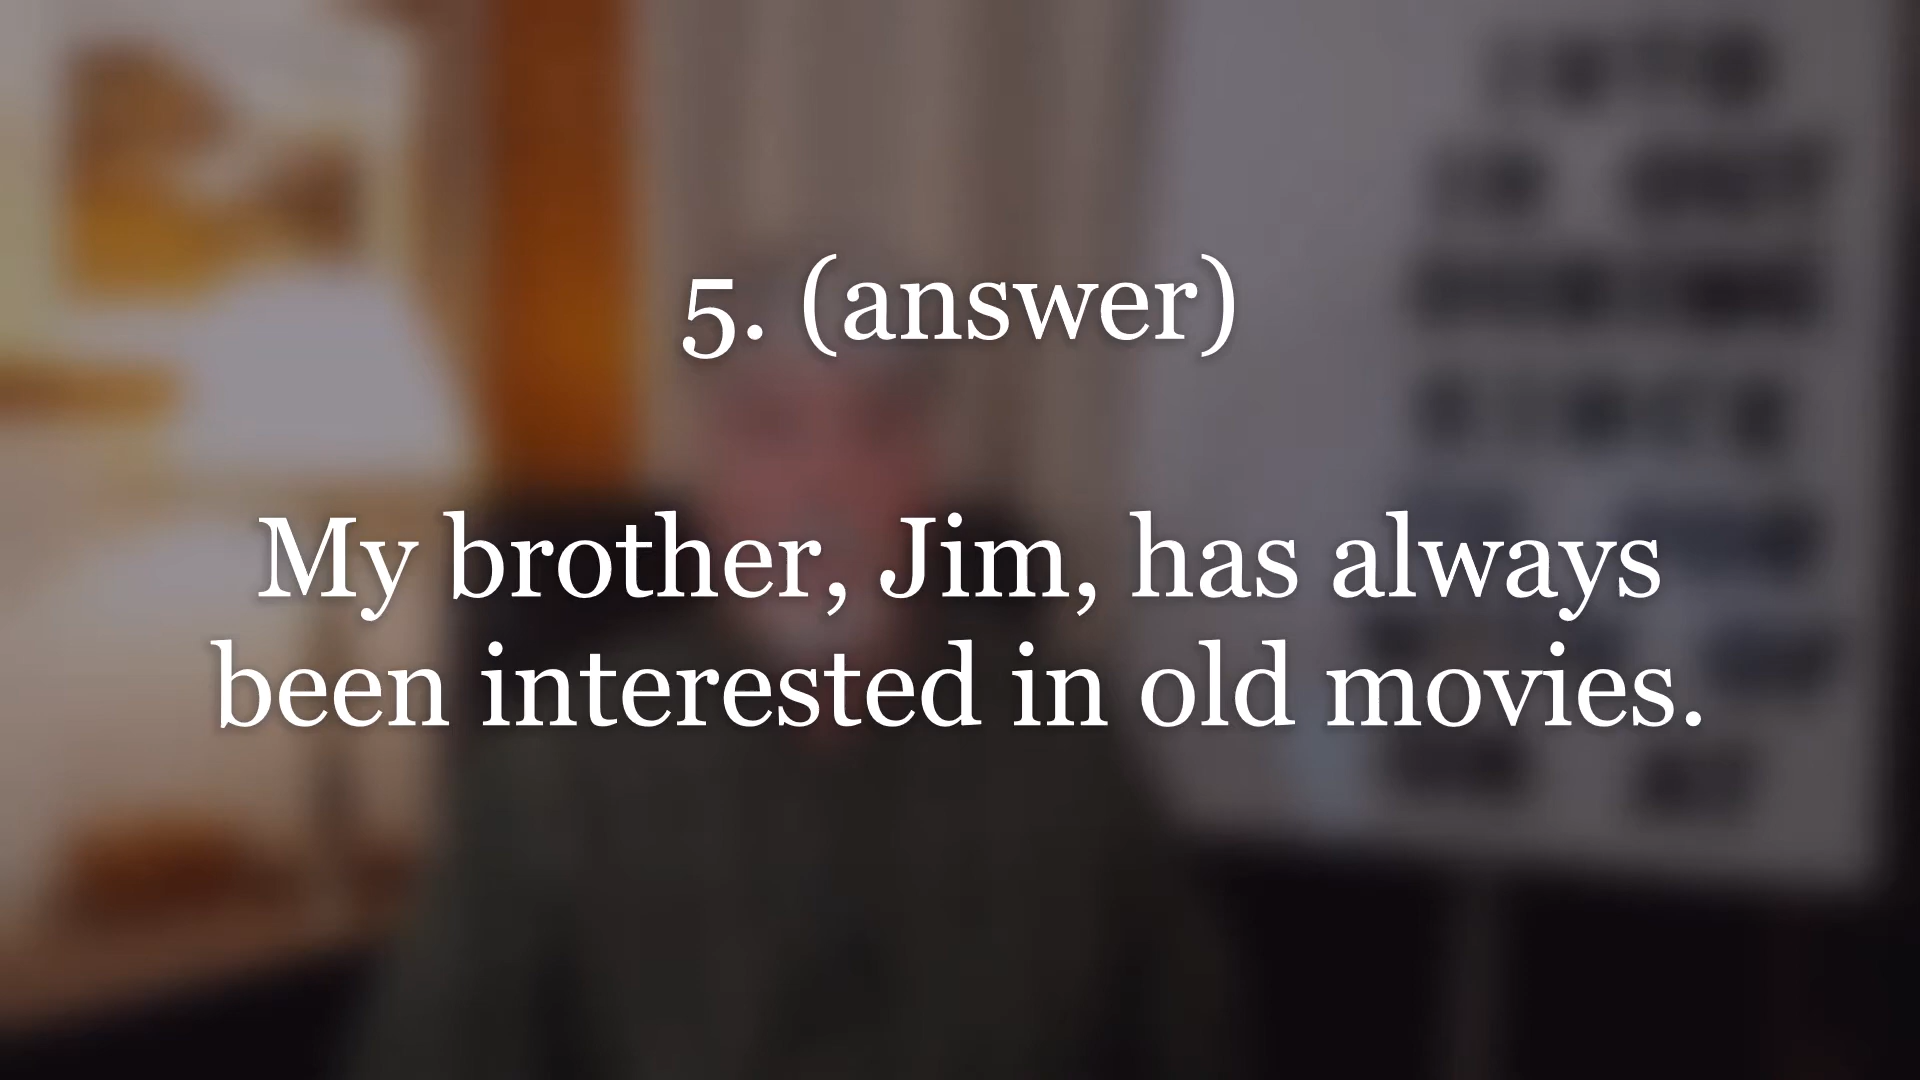 5. (answer)
My brother, Jim, has always
been interested in old movies.